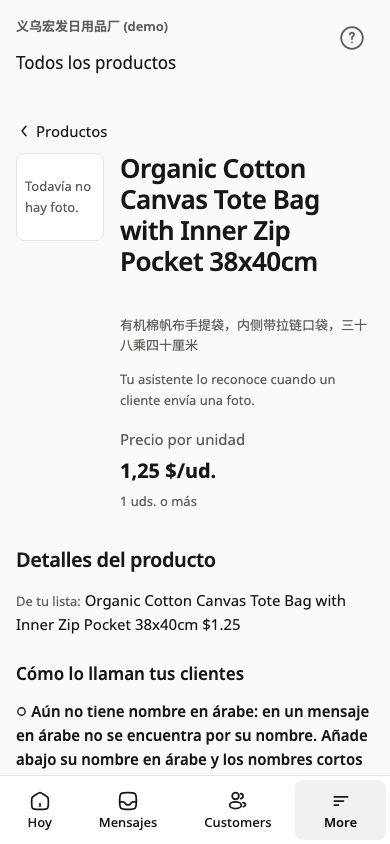 义乌宏发日用品厂 (demo)
Todos los productos
Productos
Todavía no
hay foto.
Organic Cotton
Canvas Tote Bag
with Inner Zip
Pocket 38x40cm
有机棉帆布手提袋，内侧带拉链口袋，三十
八乘四十厘米
Tu asistente lo reconoce cuando un
cliente envía una foto.
Precio por unidad
1,25 $/ud.
1 uds. o más
Detalles del producto
De tu lista: Organic Cotton Canvas Tote Bag with
Inner Zip Pocket 38x40cm $1.25
Cómo lo llaman tus clientes
Aún no tiene nombre en árabe: en un mensaje
en árabe no se encuentra por su nombre. Añade
abajo su nombre en árabe y los nombres cortos
Hoy
Mensajes
Customers
More